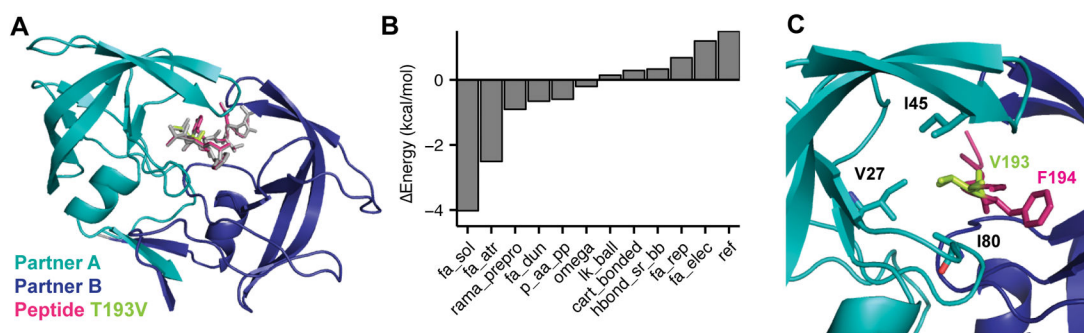 A
Partner A
Partner B
Peptide T193V
B
ΔEnergy (kcal/mol)
0
−2
−4
fa_sol
fa_atr
rama_prepro
fa_dun
p_aa_pp
omega
lk_ball
cart_bonded
hbond_sr_bb
fa_rep
fa_elec
ref
C
I45
V27
V193
F194
I80